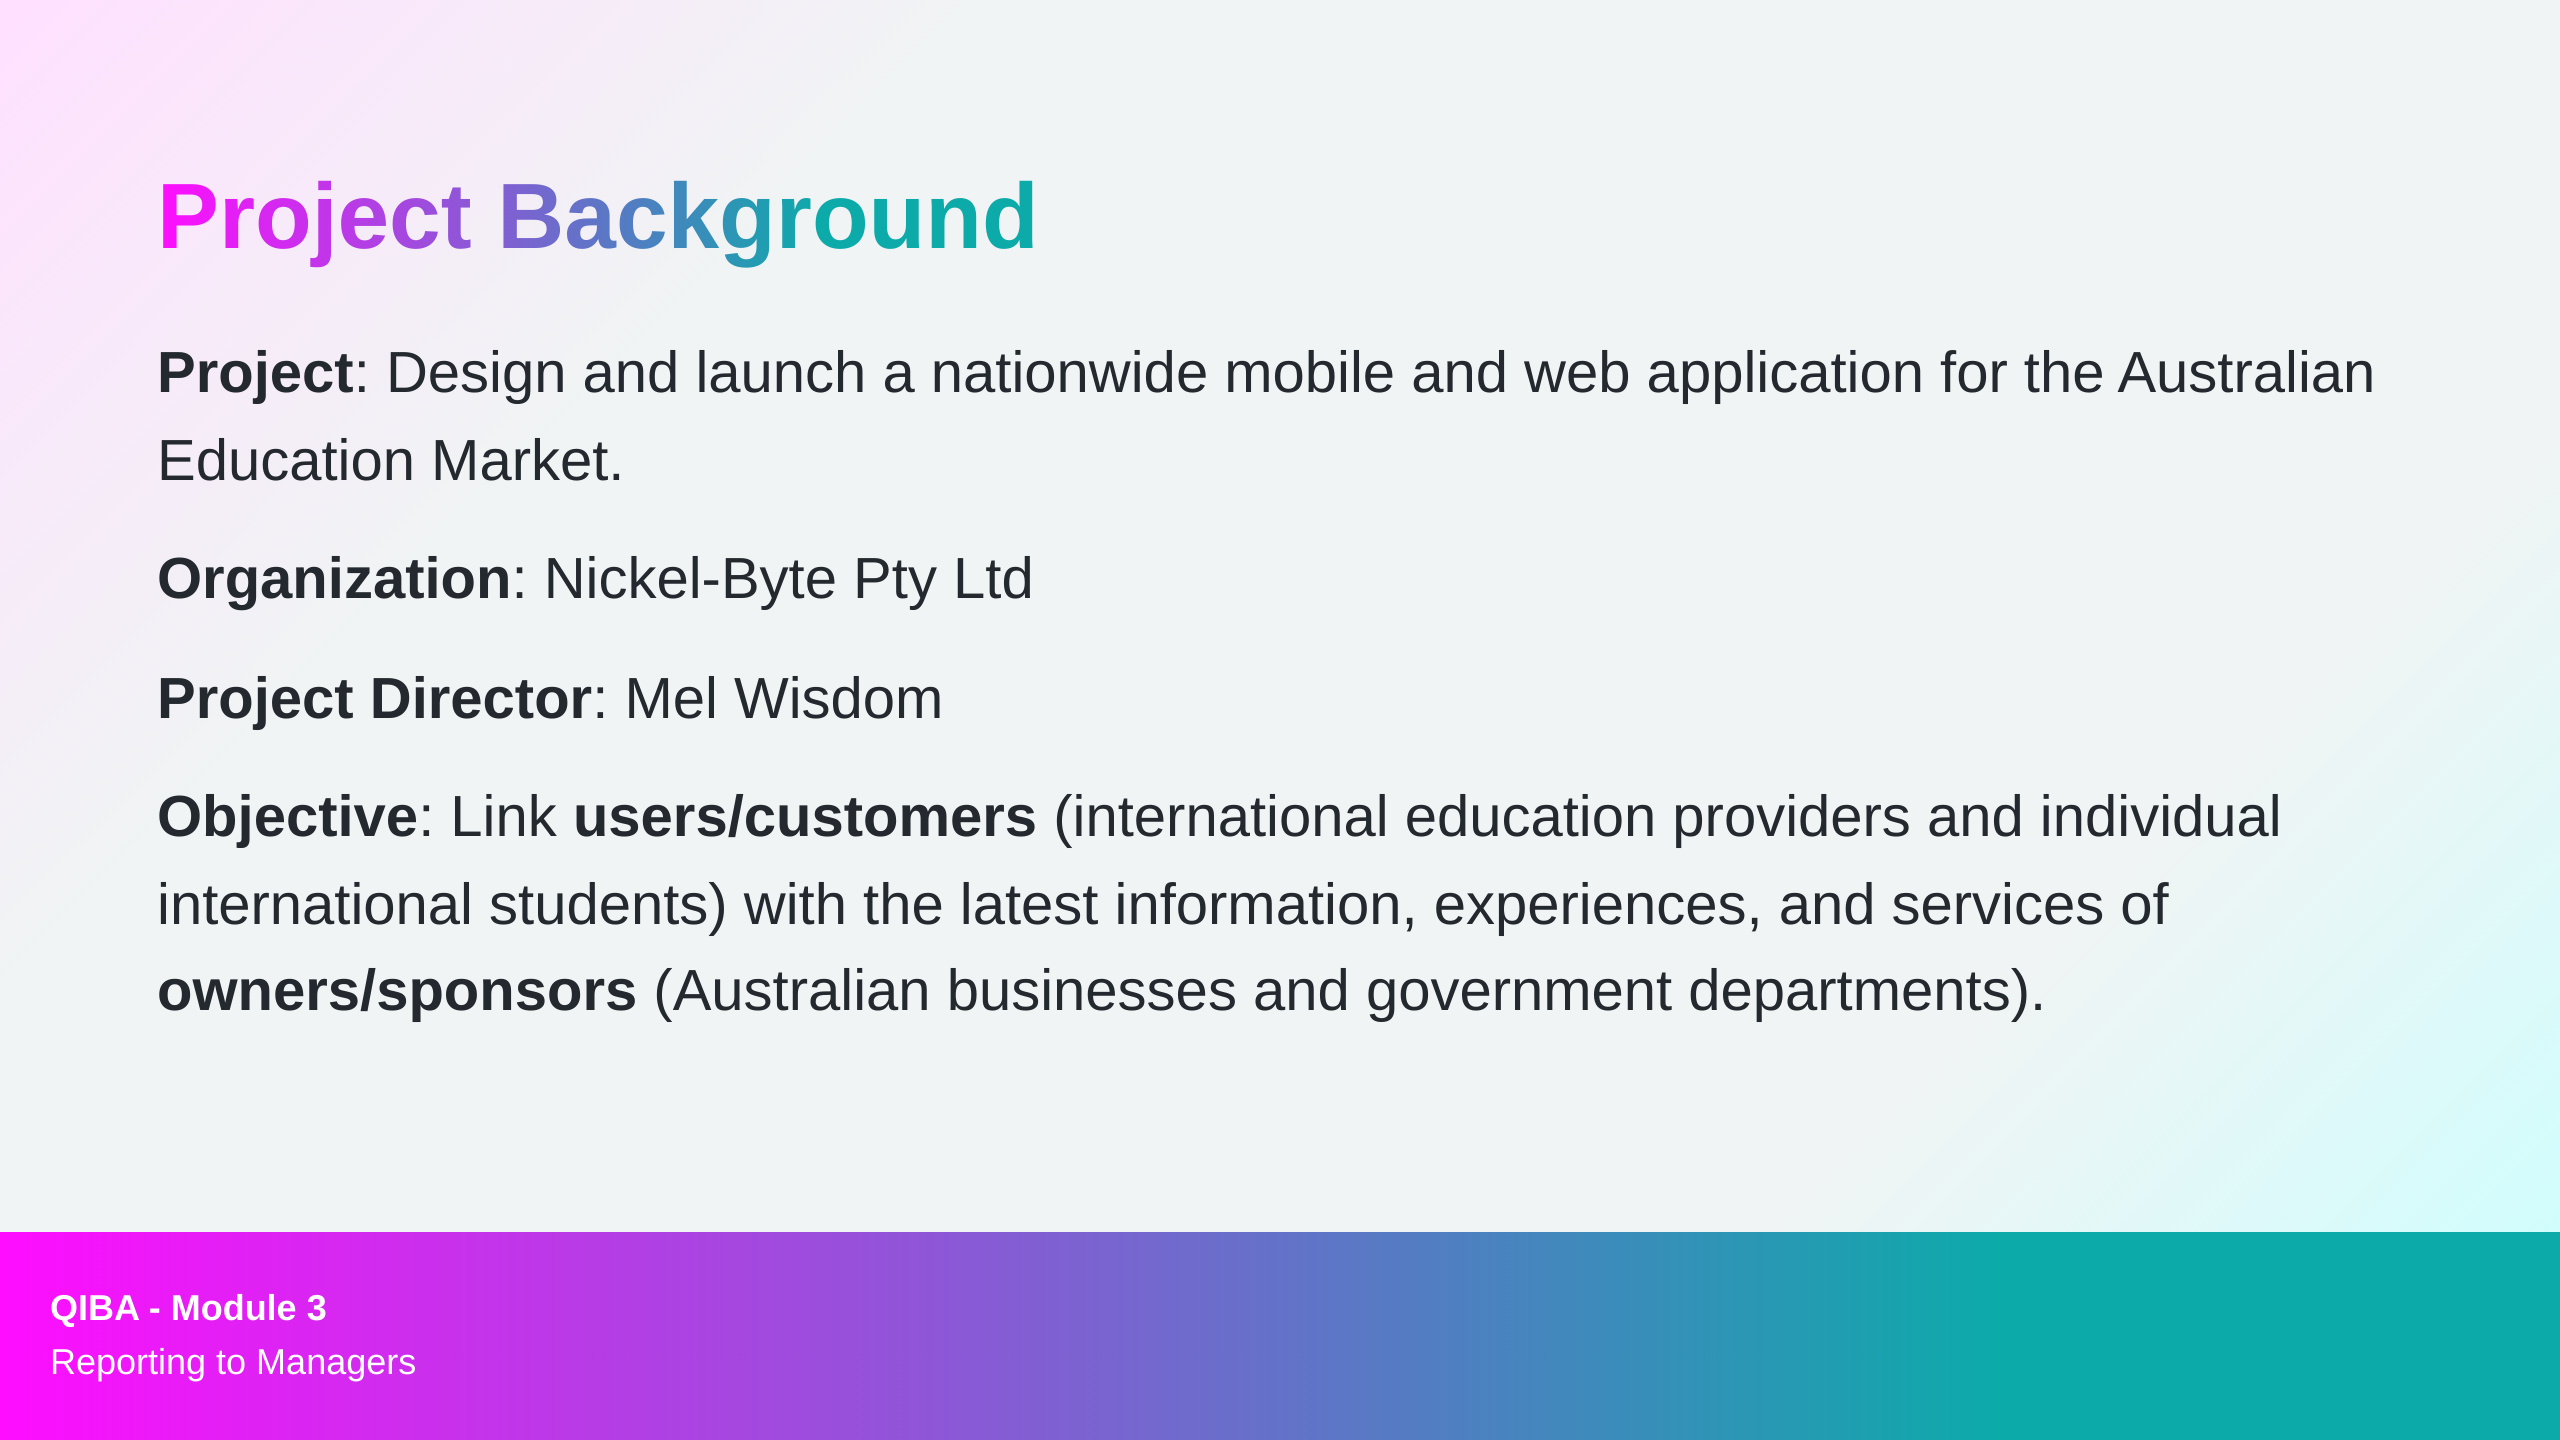 Project Background
Project: Design and launch a nationwide mobile and web application for the Australian
Education Market.
Organization: Nickel-Byte Pty Ltd
Project Director: Mel Wisdom
Objective: Link users/customers (international education providers and individual
international students) with the latest information, experiences, and services of
owners/sponsors (Australian businesses and government departments).
QIBA - Module 3
Reporting to Managers